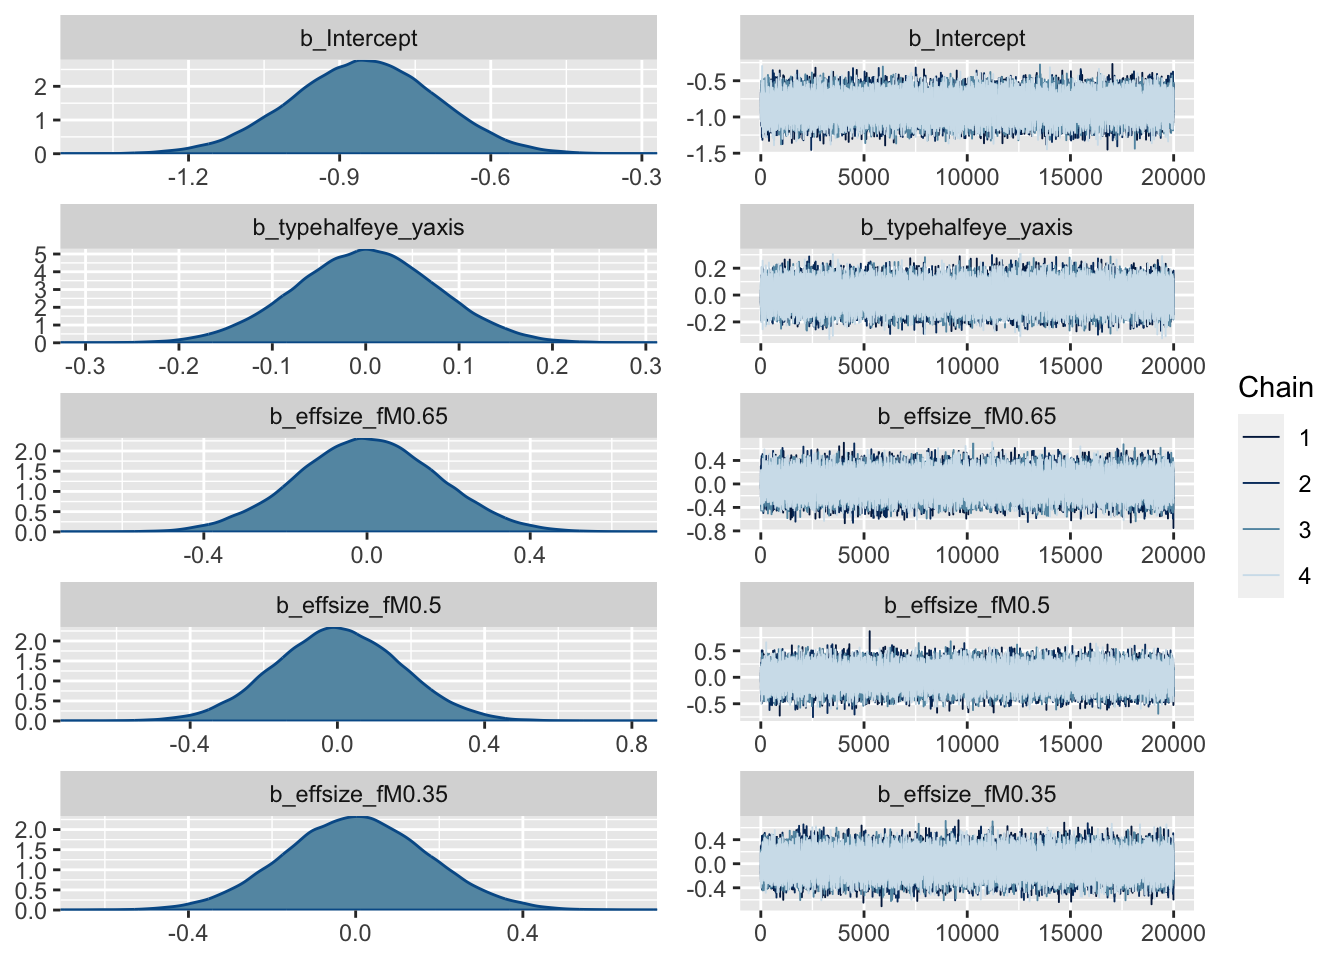 b_Intercept
b_Intercept
2
1
0
-1.2 -0.9 -0.6 -0.3
-0.5
-1.0
-1.5
0 5000 10000 15000 20000
b_typehalfeye_yaxis
b_typehalfeye_yaxis
5
4
3
2
1
0
-0.3 -0.2 -0.1 0.0 0.1 0.2 0.3
0.2
0.0
-0.2
0 5000 10000 15000 20000
b_effsize_fM0.65
b_effsize_fM0.65
2.0
1.5
1.0
0.5
0.0
-0.4 0.0 0.4
0.4
0.0
-0.4
-0.8
0 5000 10000 15000 20000
b_effsize_fM0.5
b_effsize_fM0.5
2.0
1.5
1.0
0.5
0.0
-0.4 0.0 0.4 0.8
0.5
0.0
-0.5
0 5000 10000 15000 20000
b_effsize_fM0.35
b_effsize_fM0.35
2.0
1.5
1.0
0.5
0.0
-0.4 0.0 0.4
0.4
0.0
-0.4
0 5000 10000 15000 20000
Chain
1
2
3
4